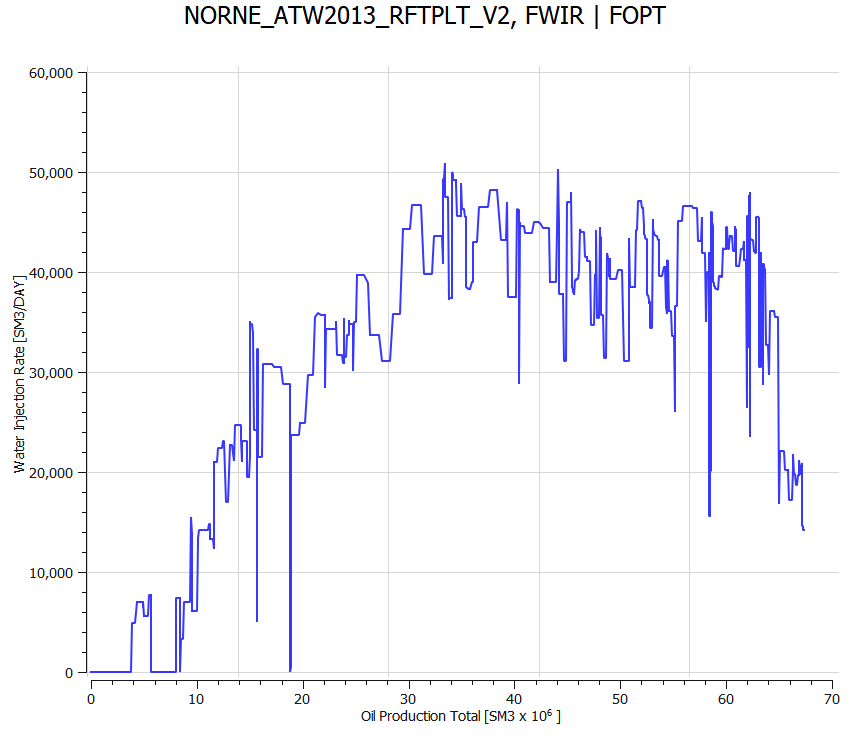 NORNE_ATW2013_RFTPLT_V2, FWIR | FOPT
60,000
50,000
40,000
30,000
20,000
10,000
0
Water Injection Rate [SM3/DAY]
0 10 20 30 40 50 60 70
Oil Production Total [SM3 x 10⁶ ]